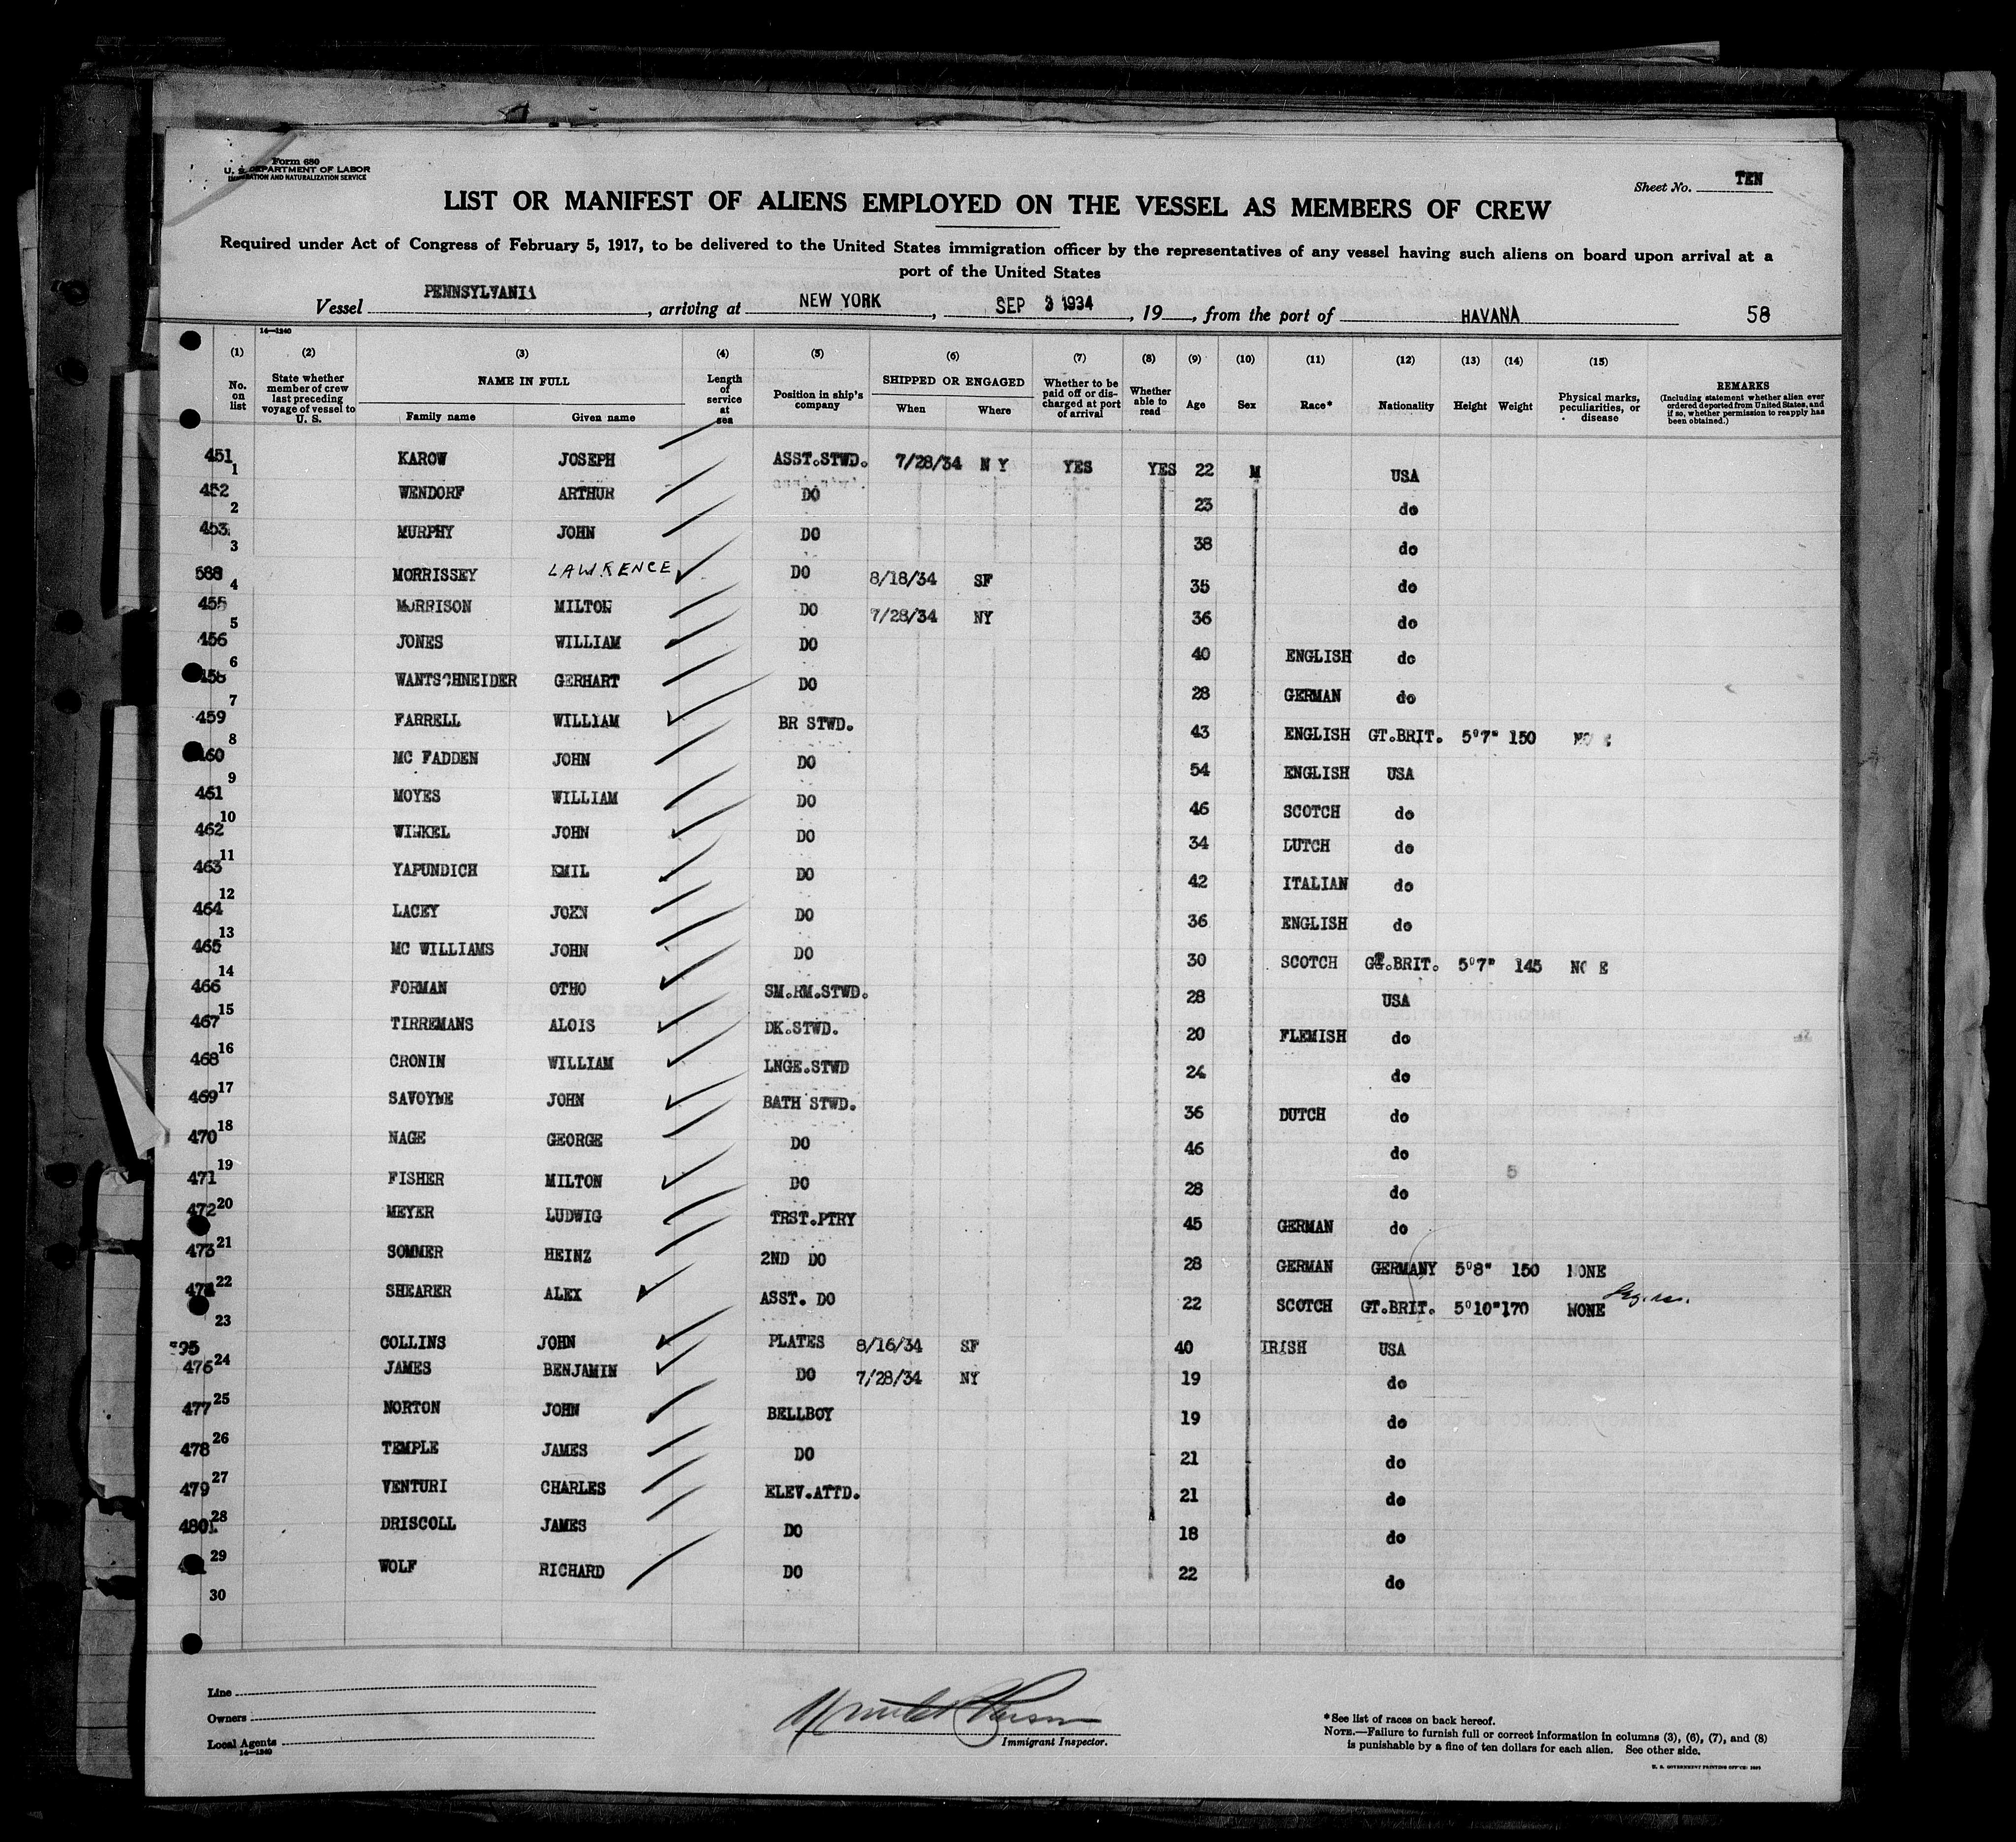 Form 680
U. S. DEPARTMENT OF LABOR
IMMIGRATION AND NATURALIZATION SERVICE
Sheet No. TEN
LIST OR MANIFEST OF ALIENS EMPLOYED ON THE VESSEL AS MEMBERS OF CREW
Required under Act of Congress of February 5, 1917, to be delivered to the United States immigration officer by the representatives of any vessel having such aliens on board upon arrival at a
port of the United States
Vessel PENNSYLVANIA, arriving at NEW YORK, SEP 3 1934, 19 , from the port of HAVANA 58
14—1240
(1) (2) (3) (4) (5) (6) (7) (8) (9) (10) (11) (12) (13) (14) (15)
No. on list
State whether member of crew last preceding voyage of vessel to U. S.
NAME IN FULL
Family name Given name
Length of service at sea
Position in ship's company
SHIPPED OR ENGAGED
When Where
Whether to be paid off or discharged at port of arrival
Whether able to read
Age
Sex
Race*
Nationality
Height
Weight
Physical marks, peculiarities, or disease
REMARKS
(Including statement whether alien ever ordered deported from United States, and if so, whether permission to reapply has been obtained.)
451 1 KAROW JOSEPH ASST.STWD. 7/28/34 N Y YES YES 22 M USA
452 2 WENDORF ARTHUR DO 23 do
453 3 MURPHY JOHN DO 38 do
588 4 MORRISSEY LAWRENCE DO 8/18/34 SF 35 do
455 5 MORRISON MILTON DO 7/28/34 NY 36 do
456 6 JONES WILLIAM DO 40 ENGLISH do
458 7 WANTSCHNEIDER GERHART DO 28 GERMAN do
459 8 FARRELL WILLIAM BR STWD. 43 ENGLISH GT.BRIT. 5°7" 150
460 9 MC FADDEN JOHN DO 54 ENGLISH USA
461 10 MOYES WILLIAM DO 46 SCOTCH do
462 11 WINKEL JOHN DO 34 DUTCH do
463 12 YAPUNDICH EMIL DO 42 ITALIAN do
464 13 LACEY JOHN DO 36 ENGLISH do
465 14 MC WILLIAMS JOHN DO 30 SCOTCH GT.BRIT. 5°7" 145 NO E
466 15 FORMAN OTHO SM.RM.STWD. 28 USA
467 16 TIRREMANS ALOIS DK.STWD. 20 FLEMISH do
468 17 CRONIN WILLIAM LNGE.STWD 24 do
469 18 SAVOYNE JOHN BATH STWD. 36 DUTCH do
470 19 NAGE GEORGE DO 46 do
471 20 FISHER MILTON DO 28 do
472 21 MEYER LUDWIG TRST.PTRY 45 GERMAN do
473 22 SOMMER HEINZ 2ND DO 28 GERMAN GERMANY 5°8" 150 NONE
23 SHEARER ALEX ASST. DO 22 SCOTCH GT.BRIT. 5°10" 170 NONE
24 COLLINS JOHN PLATES 8/16/34 SF 40 IRISH USA
476 25 JAMES BENJAMIN DO 7/28/34 NY 19 do
477 26 NORTON JOHN BELLBOY 19 do
478 27 TEMPLE JAMES DO 21 do
479 28 VENTURI CHARLES ELEV.ATTD. 21 do
480 29 DRISCOLL JAMES DO 18 do
30 WOLF RICHARD DO 22 do
Line
Owners
Local Agents
14—1240
Immigrant Inspector.
*See list of races on back hereof.
NOTE.—Failure to furnish full or correct information in columns (3), (6), (7), and (8)
is punishable by a fine of ten dollars for each alien. See other side.
U. S. GOVERNMENT PRINTING OFFICE: